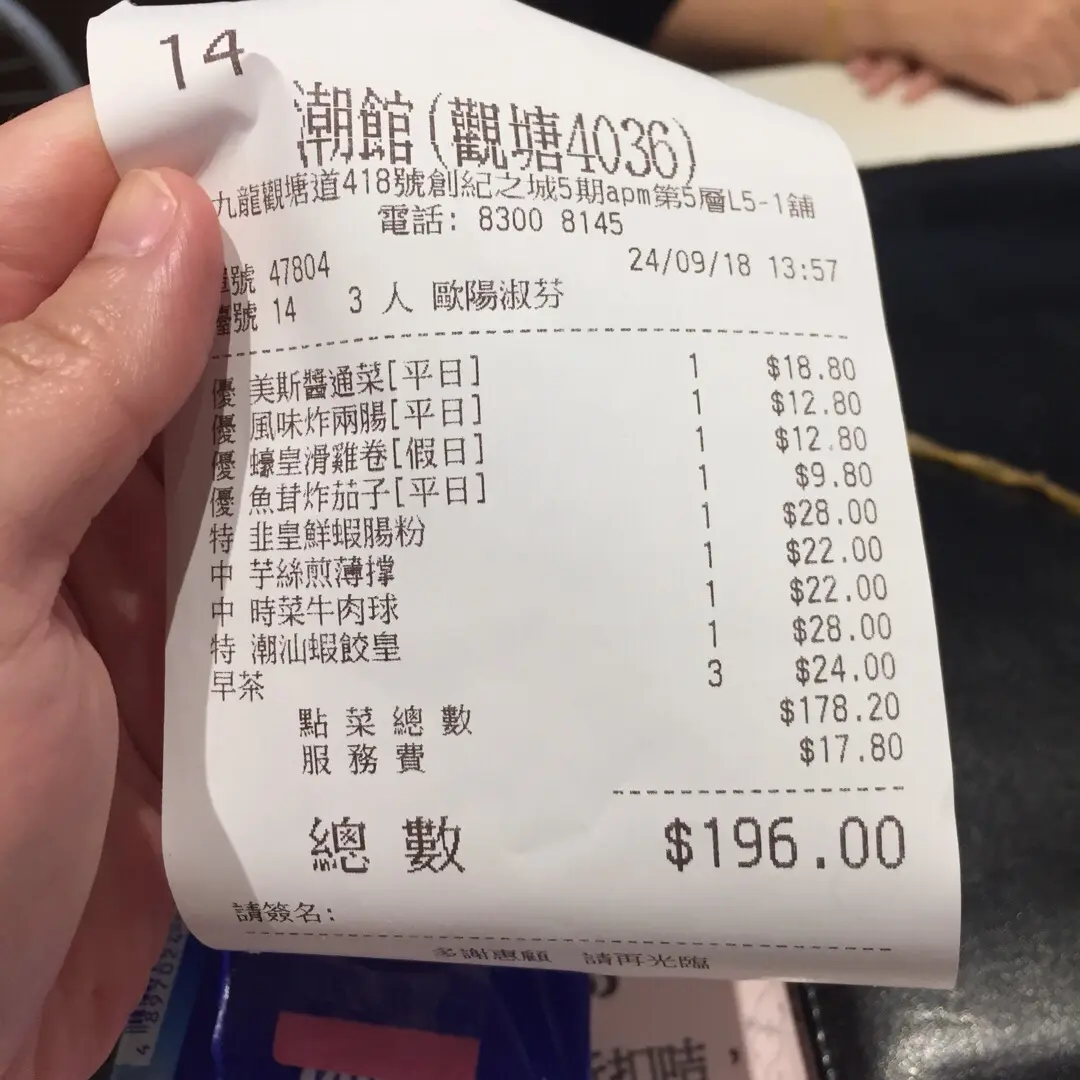 14
潮館(觀塘4036)
九龍觀塘道418號創紀之城5期apm第5層L5-1舖
電話: 8300 8145
單號 47804 24/09/18 13:57
檯號 14 3 人 歐陽淑芬
優 美斯醬通菜[平日] 1 $18.80
優 風味炸兩腸[平日] 1 $12.80
優 蠔皇滑雞卷[假日] 1 $12.80
優 魚茸炸茄子[平日] 1 $9.80
特 韭皇鮮蝦腸粉 1 $28.00
中 芋絲煎薄撐 1 $22.00
中 時菜牛肉球 1 $22.00
特 潮汕蝦餃皇 1 $28.00
早茶 3 $24.00
點菜總數 $178.20
服務費 $17.80
總數 $196.00
請簽名:
多謝惠顧 請再光臨